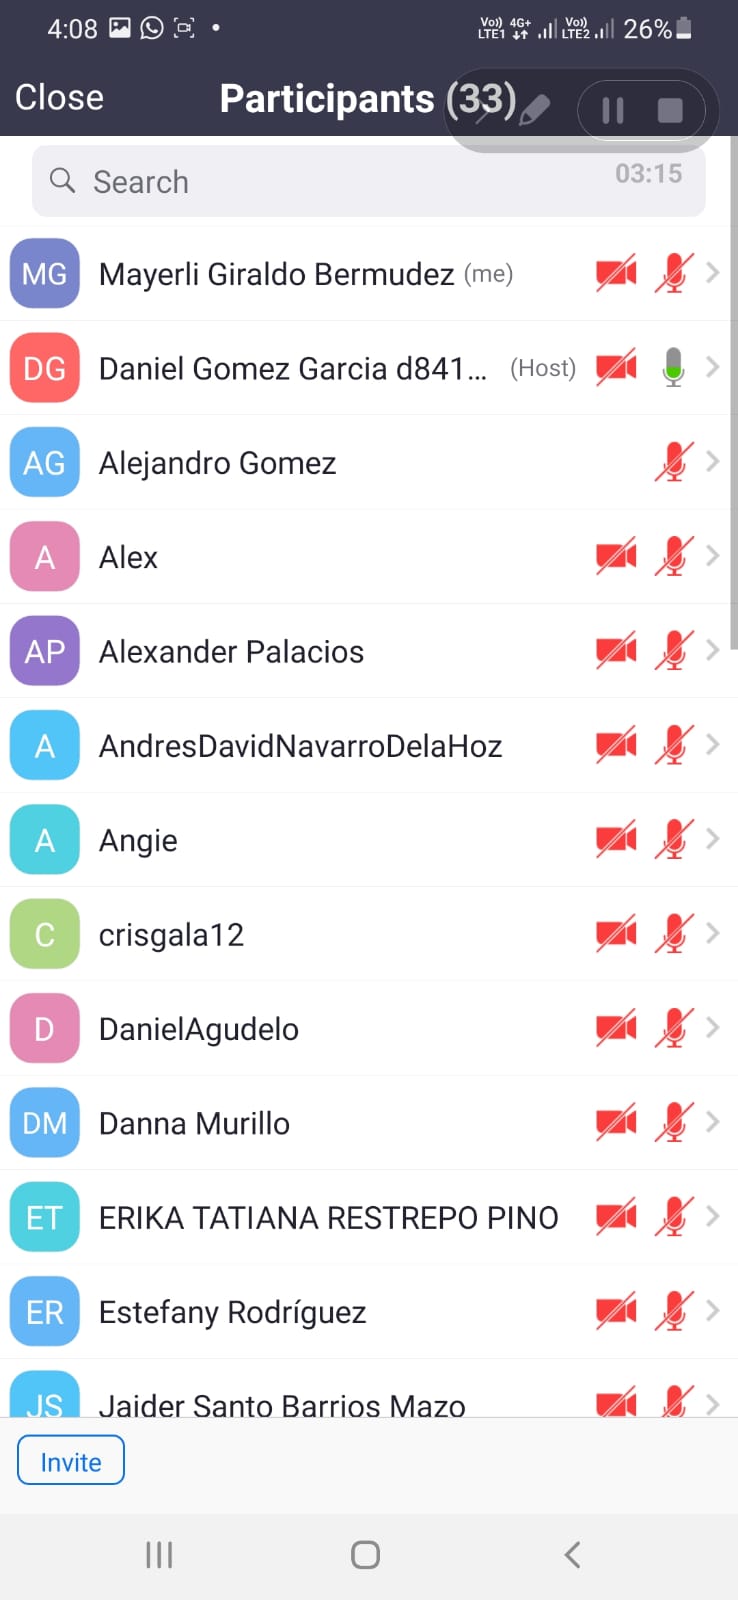 4:08 Vo)) LTE1 4G+ Vo)) LTE2 26%
Close Participants (33)
Search 03:15
MG Mayerli Giraldo Bermudez (me)
DG Daniel Gomez Garcia d841... (Host)
AG Alejandro Gomez
A Alex
AP Alexander Palacios
A AndresDavidNavarroDelaHoz
A Angie
C crisgala12
D DanielAgudelo
DM Danna Murillo
ET ERIKA TATIANA RESTREPO PINO
ER Estefany Rodríguez
JS Jaider Santo Barrios Mazo
Invite